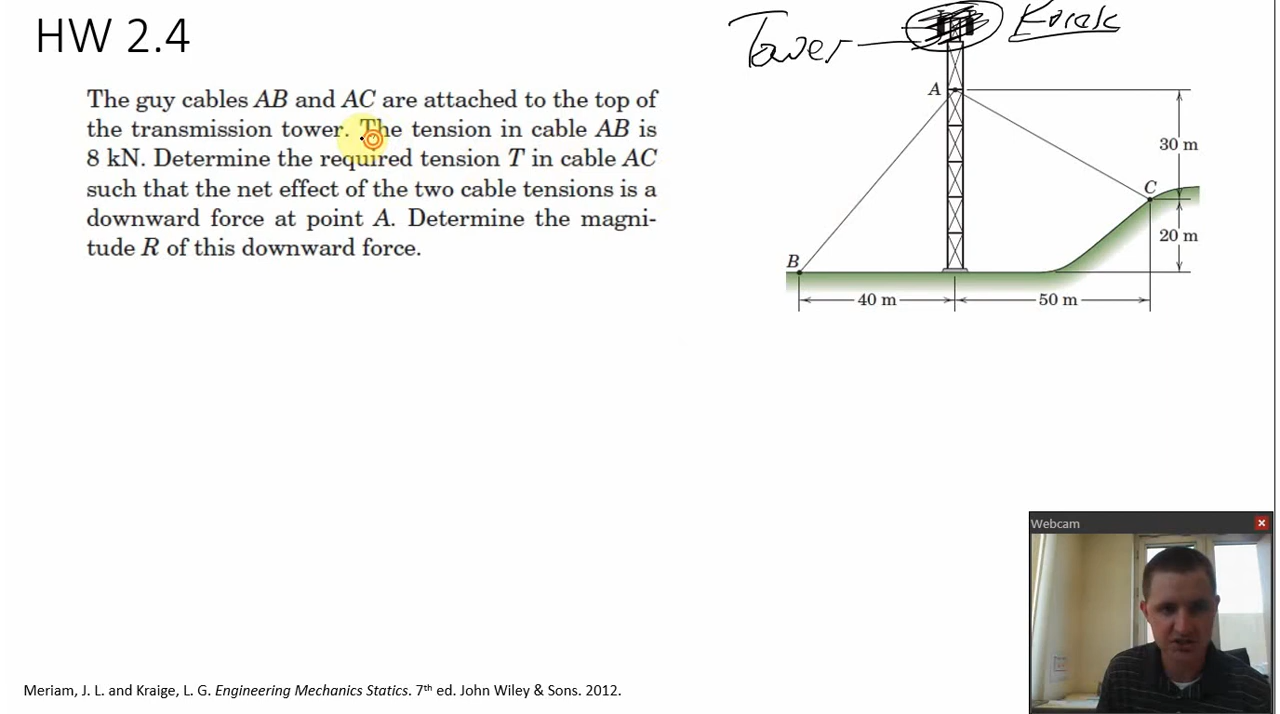 HW 2.4
Tower
The guy cables AB and AC are attached to the top of
the transmission tower. The tension in cable AB is
8 kN. Determine the required tension T in cable AC
such that the net effect of the two cable tensions is a
downward force at point A. Determine the magni-
tude R of this downward force.
A
30 m
C
20 m
B
40 m
50 m
Webcam
Meriam, J. L. and Kraige, L. G. Engineering Mechanics Statics. 7th ed. John Wiley & Sons. 2012.